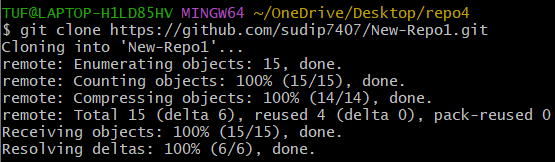 TUF@LAPTOP-H1LD85HV MINGW64 ~/OneDrive/Desktop/repo4
$ git clone https://github.com/sudip7407/New-Repo1.git
Cloning into 'New-Repo1'...
remote: Enumerating objects: 15, done.
remote: Counting objects: 100% (15/15), done.
remote: Compressing objects: 100% (14/14), done.
remote: Total 15 (delta 6), reused 4 (delta 0), pack-reused 0
Receiving objects: 100% (15/15), done.
Resolving deltas: 100% (6/6), done.